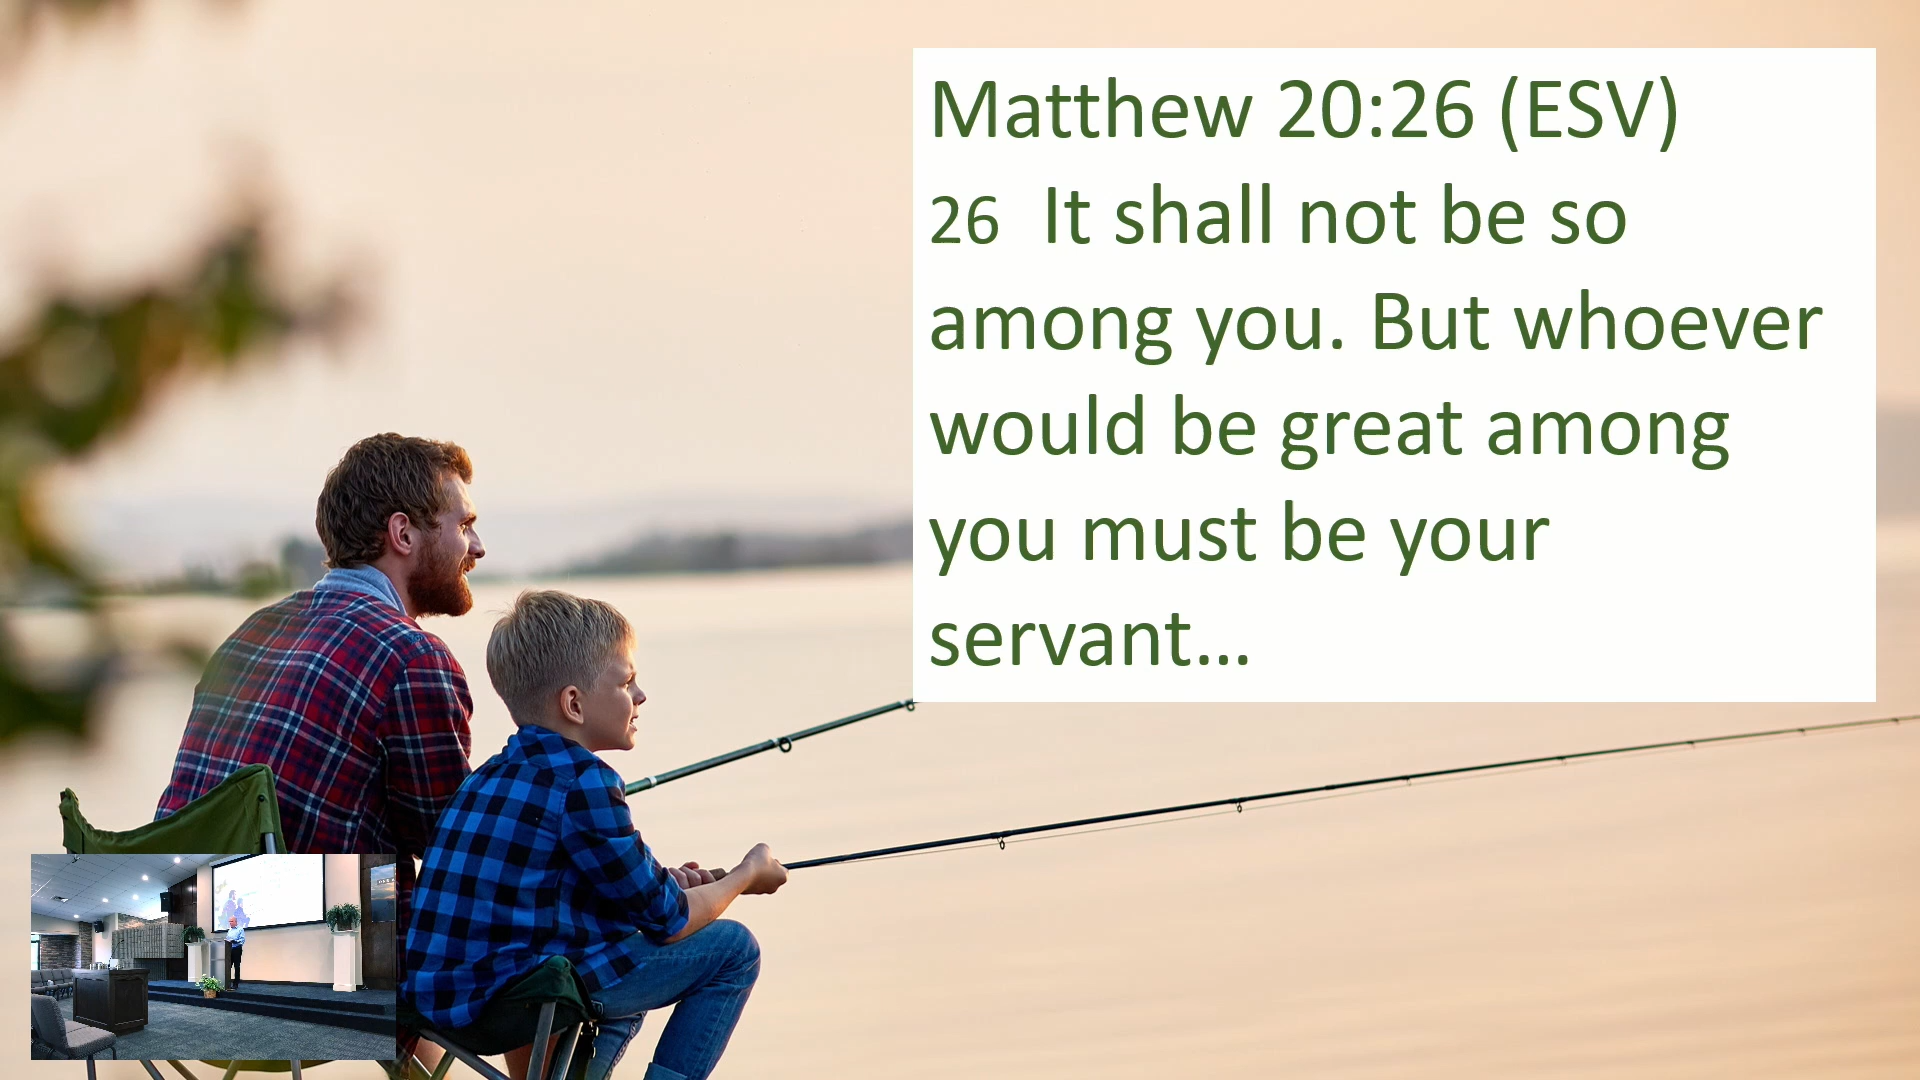 Matthew 20:26 (ESV)
26 It shall not be so
among you. But whoever
would be great among
you must be your
servant…